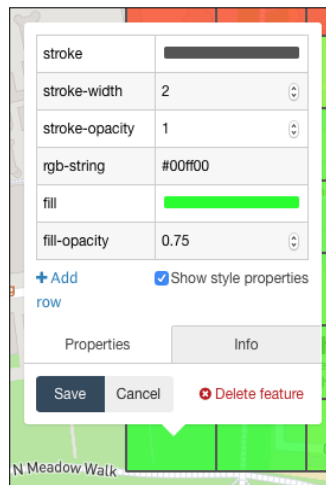 stroke
stroke-width 2
stroke-opacity 1
rgb-string #00ff00
fill
fill-opacity 0.75
+ Add row
Show style properties
Properties Info
Save Cancel Delete feature
N Meadow Walk